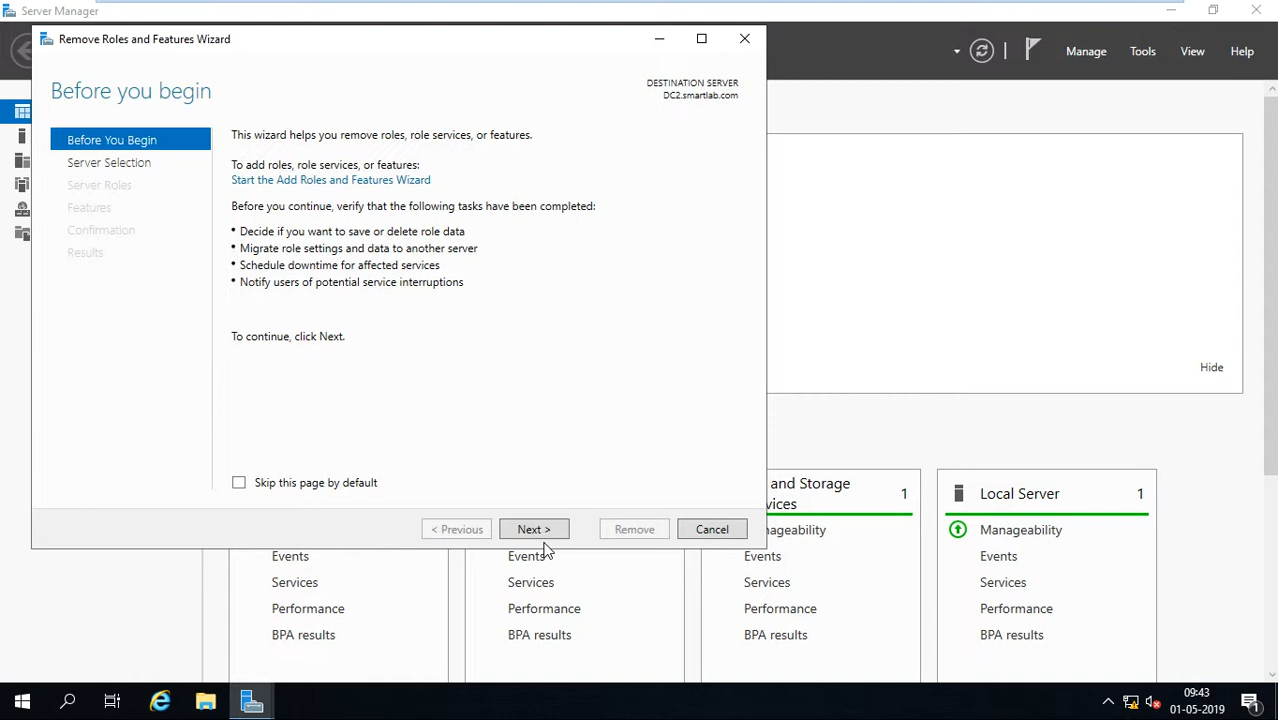 Server Manager
Manage Tools View Help
Remove Roles and Features Wizard
Before you begin
DESTINATION SERVER
DC2.smartlab.com
Before You Begin
Server Selection
Server Roles
Features
Confirmation
Results
This wizard helps you remove roles, role services, or features.
To add roles, role services, or features:
Start the Add Roles and Features Wizard
Before you continue, verify that the following tasks have been completed:
• Decide if you want to save or delete role data
• Migrate role settings and data to another server
• Schedule downtime for affected services
• Notify users of potential service interruptions
To continue, click Next.
Skip this page by default
< Previous Next > Remove Cancel
Hide
Events
Services
Performance
BPA results
Events
Services
Performance
BPA results
and Storage 1
vices
nageability
Events
Services
Performance
BPA results
Local Server 1
Manageability
Events
Services
Performance
BPA results
09:43
01-05-2019
1